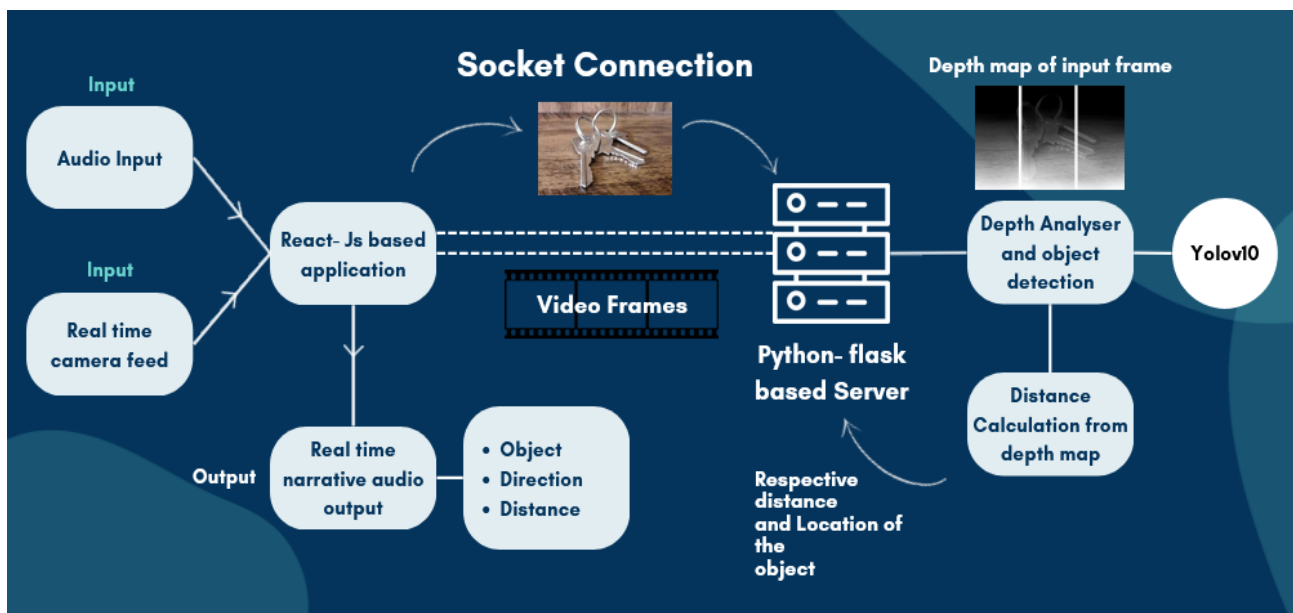 Socket Connection
Depth map of input frame
Input
Audio Input
Input
Real time
camera feed
React- Js based
application
Video Frames
Python- flask
based Server
Depth Analyser
and object
detection
Yolov10
Distance
Calculation from
depth map
Respective
distance
and Location of
the
object
Output
Real time
narrative audio
output
• Object
• Direction
• Distance